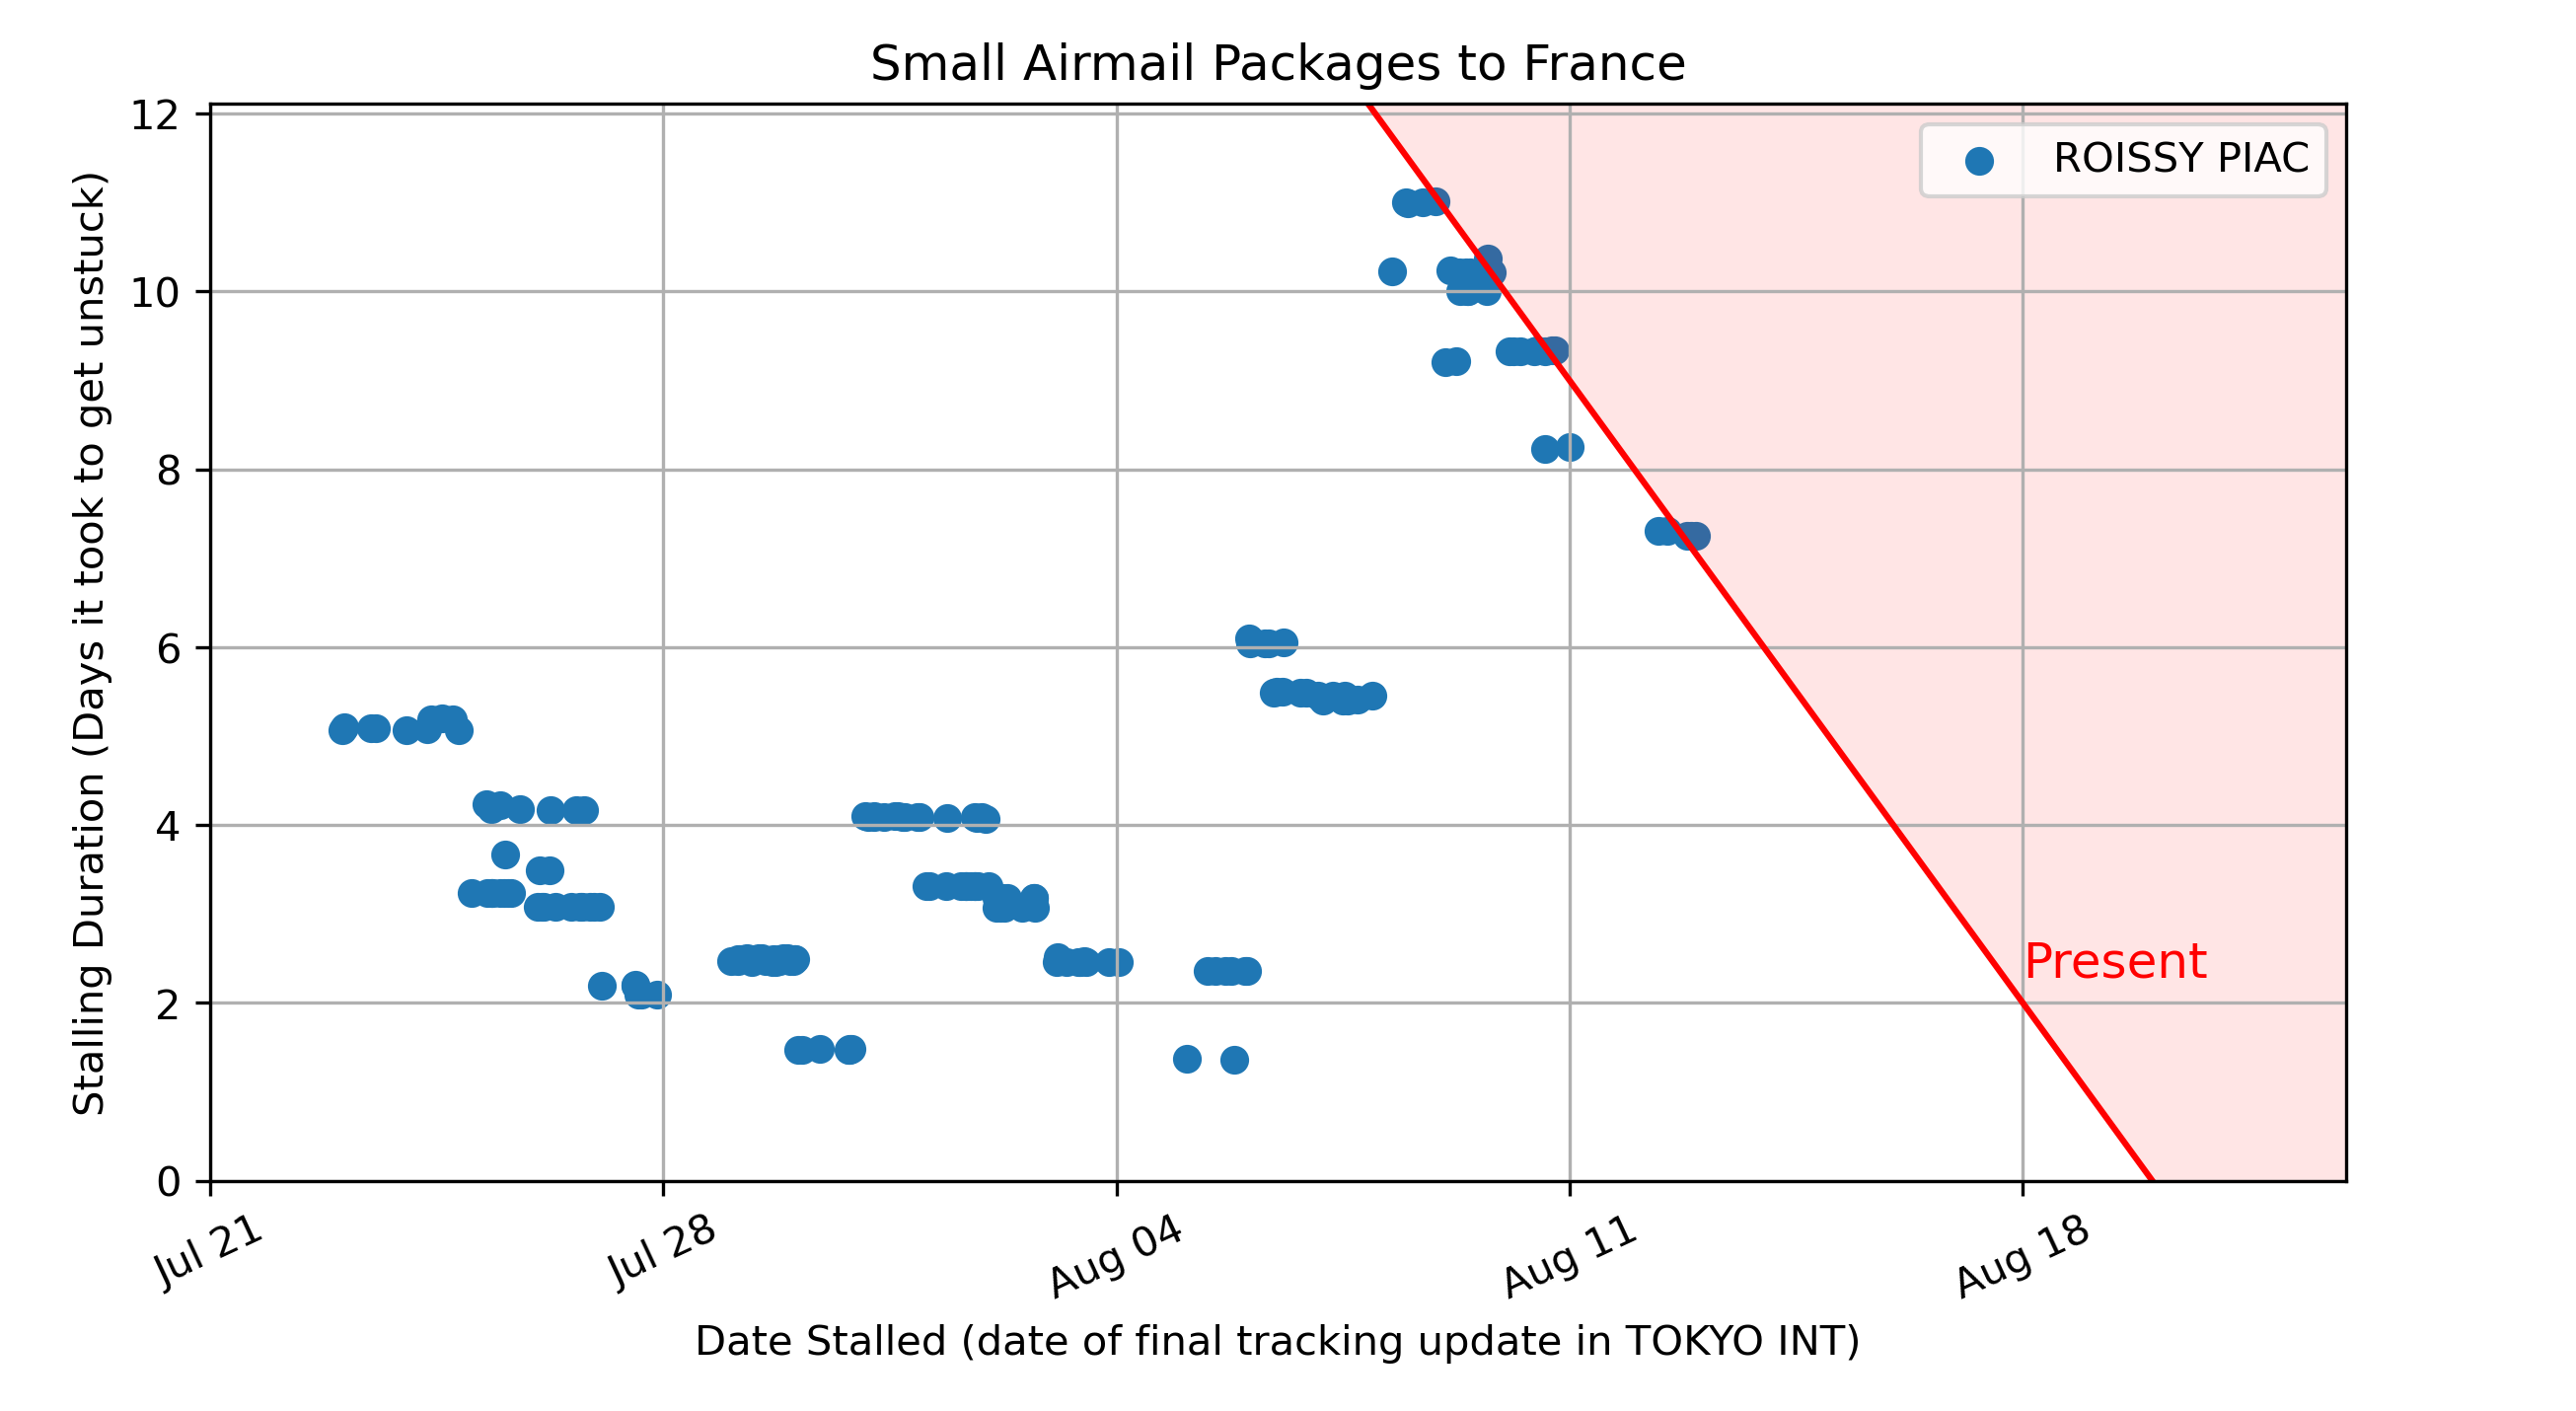 Small Airmail Packages to France
Stalling Duration (Days it took to get unstuck)
12
10
8
6
4
2
0
ROISSY PIAC
Present
Jul 21
Jul 28
Aug 04
Aug 11
Aug 18
Date Stalled (date of final tracking update in TOKYO INT)